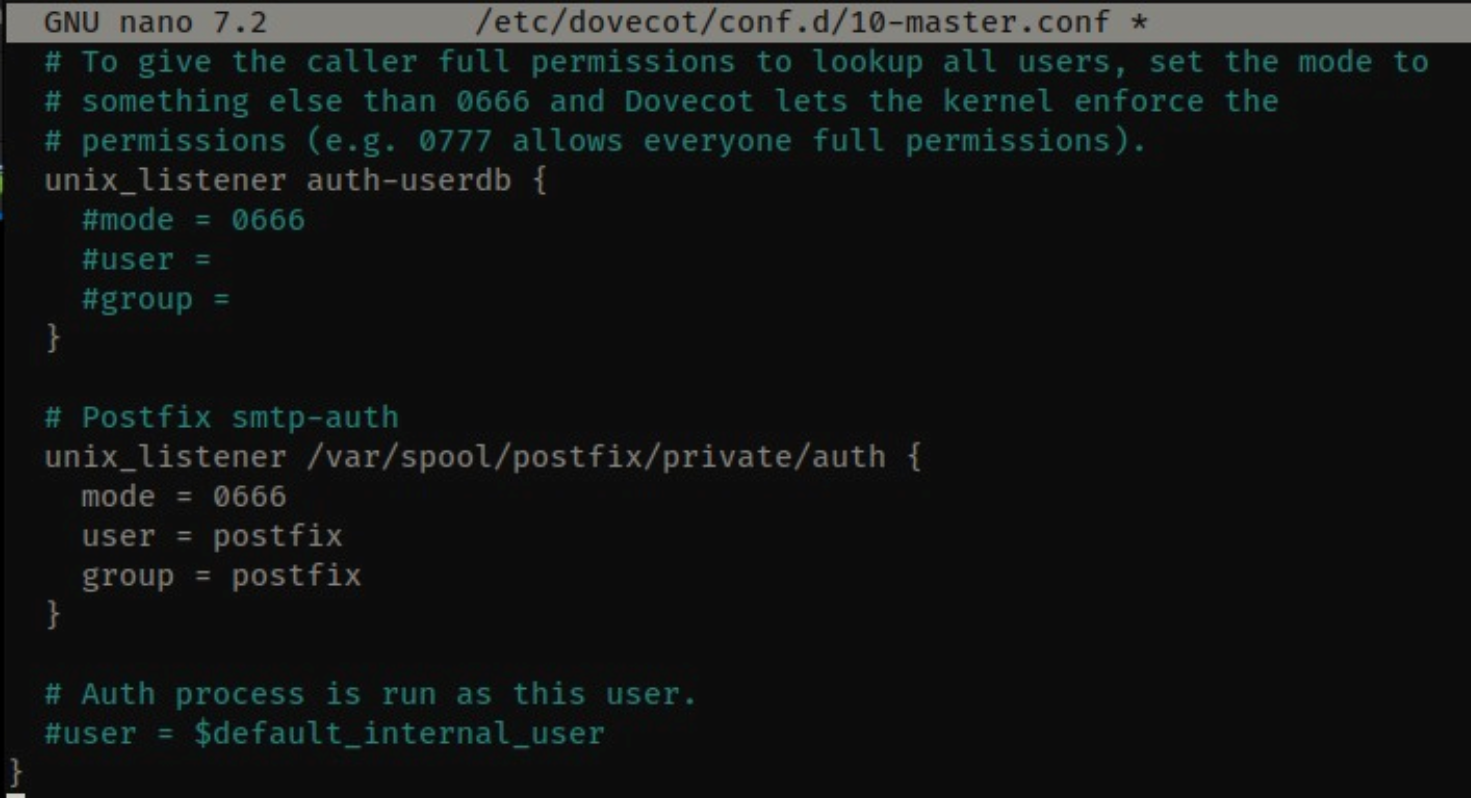 GNU nano 7.2 /etc/dovecot/conf.d/10-master.conf *
# To give the caller full permissions to lookup all users, set the mode to
# something else than 0666 and Dovecot lets the kernel enforce the
# permissions (e.g. 0777 allows everyone full permissions).
unix_listener auth-userdb {
#mode = 0666
#user =
#group =
}
# Postfix smtp-auth
unix_listener /var/spool/postfix/private/auth {
mode = 0666
user = postfix
group = postfix
}
# Auth process is run as this user.
#user = $default_internal_user
}